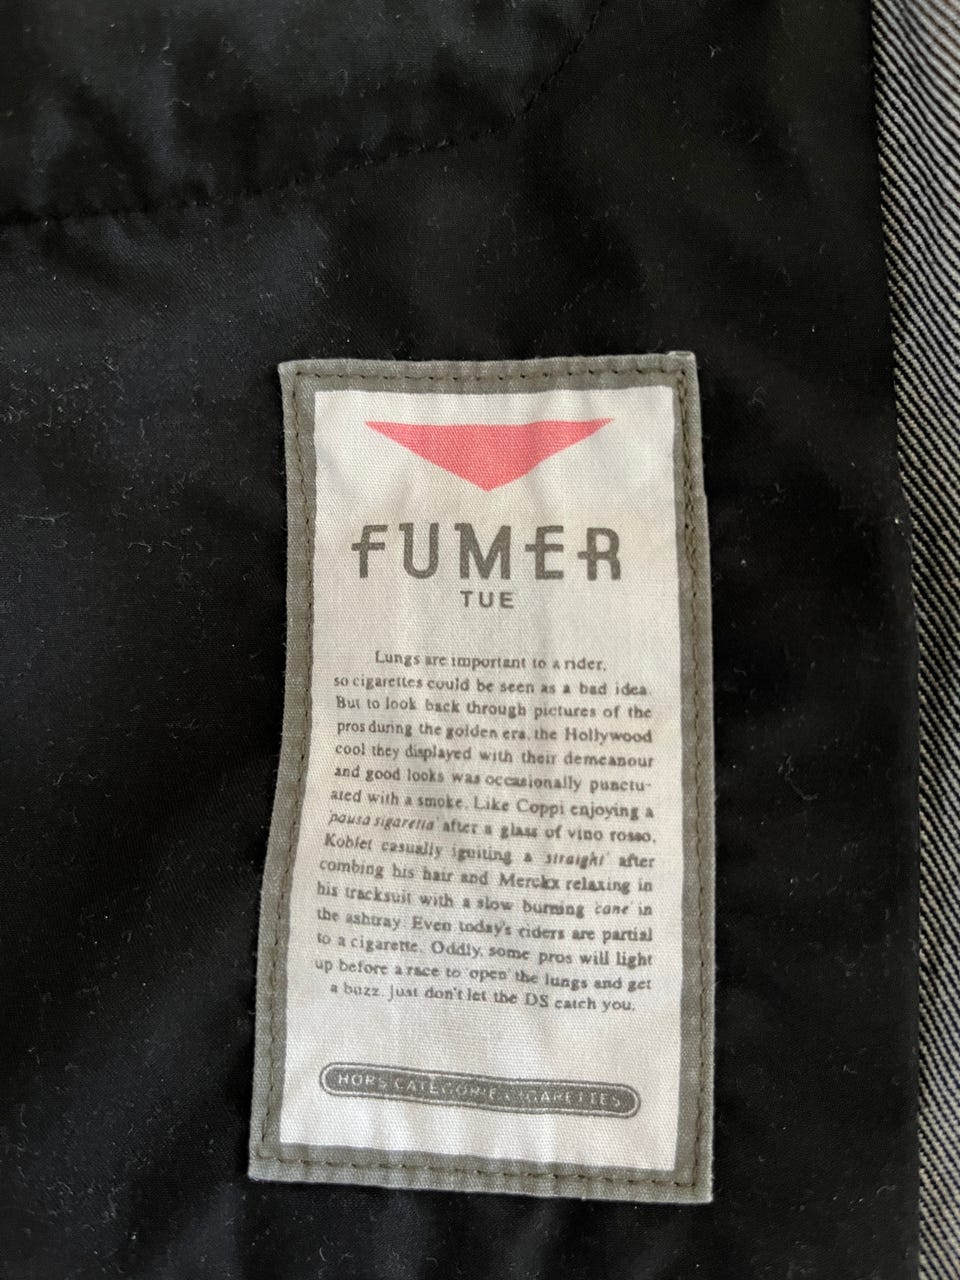 FUMER
TUE
Lungs are important to a rider,
so cigarettes could be seen as a bad idea.
But to look back through pictures of the
pros during the golden era, the Hollywood
cool they displayed with their demeanour
and good looks was occasionally punctu-
ated with a smoke. Like Coppi enjoying a
'pausa sigaretta' after a glass of vino rosso,
Koblet casually igniting a 'straight' after
combing his hair and Merckx relaxing in
his tracksuit with a slow burning 'cane' in
the ashtray. Even today's riders are partial
to a cigarette. Oddly, some pros will light
up before a race to 'open' the lungs and get
a buzz. Just don't let the DS catch you.
HORS CATEGORIE CIGARETTES